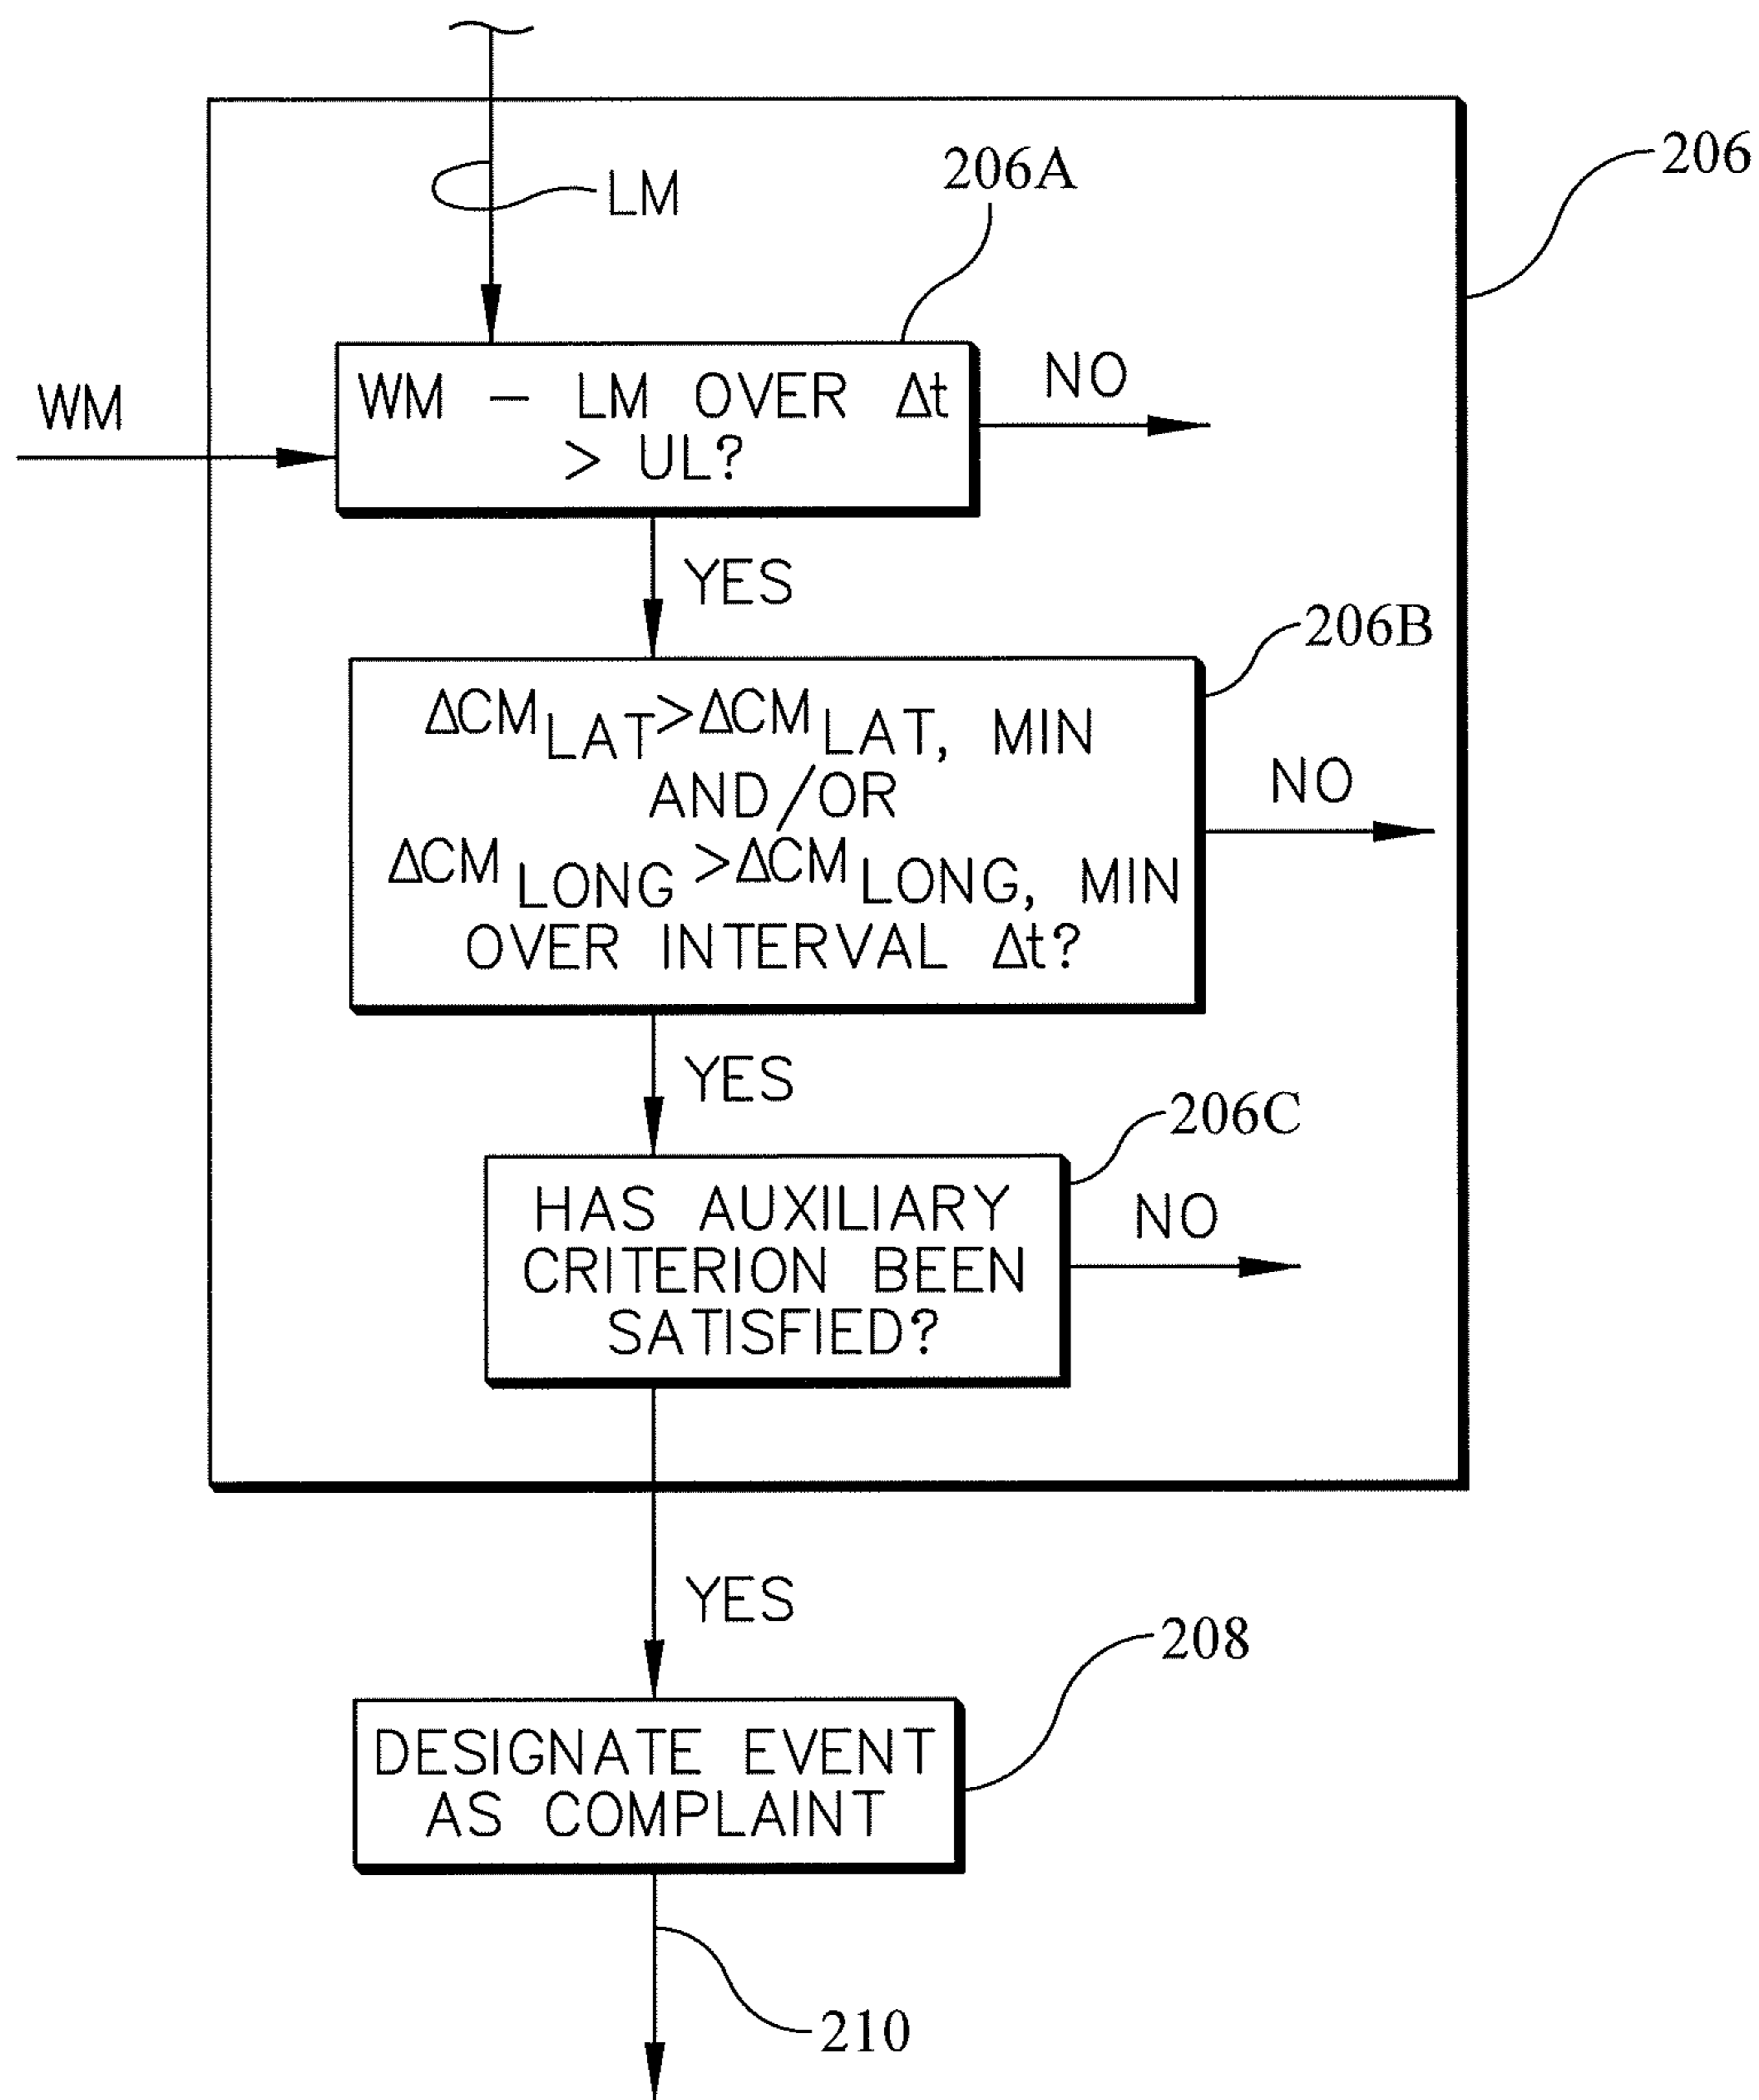 206
LM
206A
WM
WM – LM OVER Δt
> UL?
NO
YES
206B
ΔCM LAT>ΔCM LAT, MIN
AND/OR
ΔCM LONG >ΔCM LONG, MIN
OVER INTERVAL Δt?
NO
YES
206C
HAS AUXILIARY
CRITERION BEEN
SATISFIED?
NO
YES
208
DESIGNATE EVENT
AS COMPLAINT
210